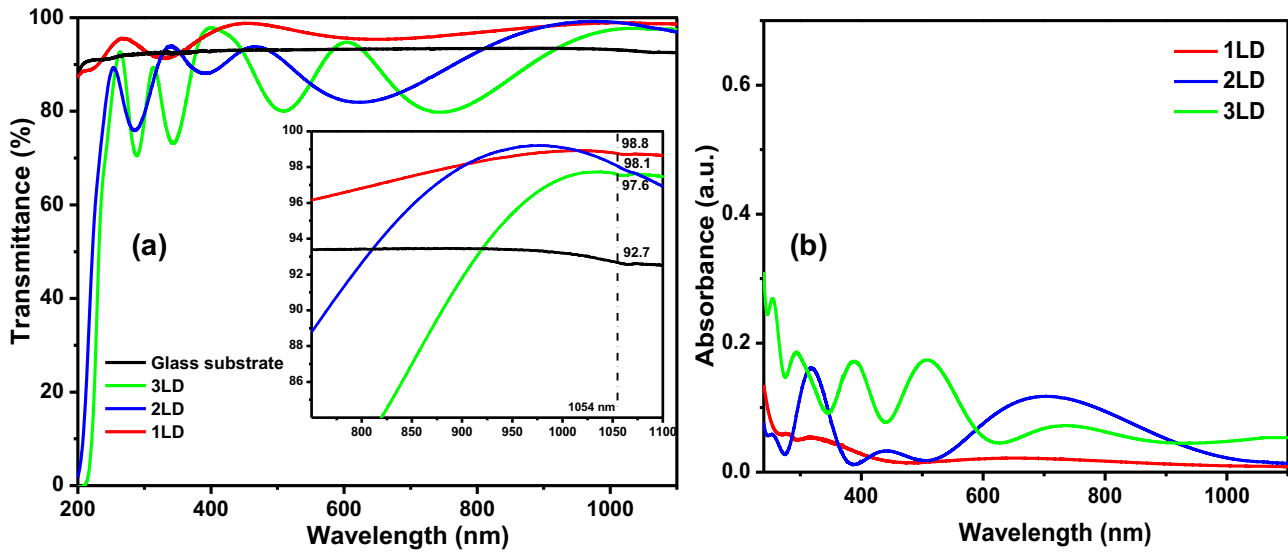 100
80
60
40
20
0
200
400
600
800
1000
Transmittance (%)
Wavelength (nm)
(a)
Glass substrate
3LD
2LD
1LD
100
98
96
94
93
91
90
88
86
800
850
900
950
1000
1050
1100
98.8
98.1
97.6
92.7
1054 nm
0.6
0.4
0.2
0.0
400
600
800
1000
Absorbance (a.u.)
Wavelength (nm)
(b)
1LD
2LD
3LD